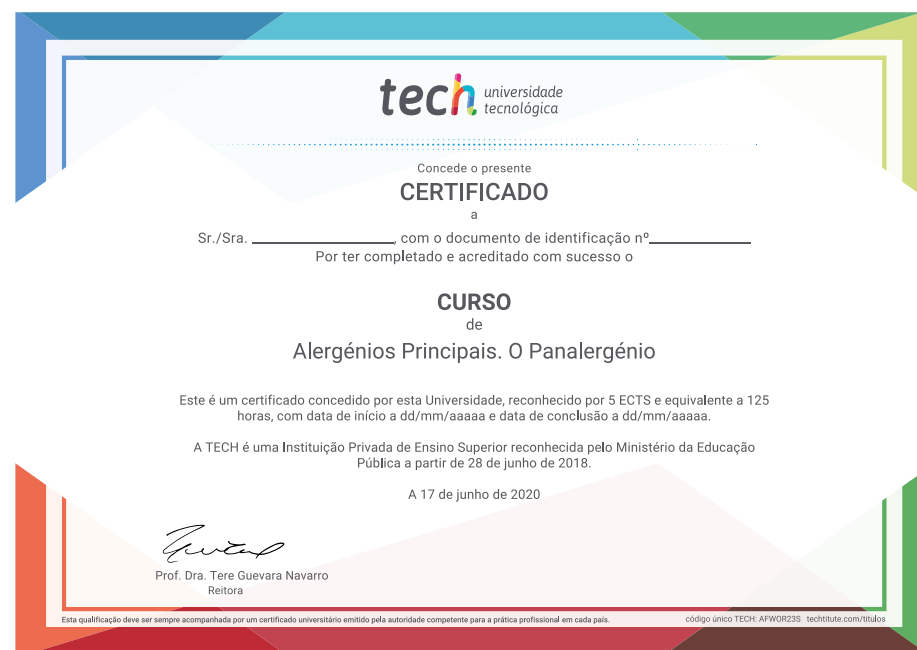 tech universidade
tecnológica
Concede o presente
CERTIFICADO
a
Sr./Sra. ________________, com o documento de identificação nº____________
Por ter completado e acreditado com sucesso o
CURSO
de
Alergénios Principais. O Panalergénio
Este é um certificado concedido por esta Universidade, reconhecido por 5 ECTS e equivalente a 125
horas, com data de início a dd/mm/aaaaa e data de conclusão a dd/mm/aaaaa.
A TECH é uma Instituição Privada de Ensino Superior reconhecida pelo Ministério da Educação
Pública a partir de 28 de junho de 2018.
A 17 de junho de 2020
Prof. Dra. Tere Guevara Navarro
Reitora
Esta qualificação deve ser sempre acompanhada por um certificado universitário emitido pela autoridade competente para a prática profissional em cada país.
código único TECH: AFWOR23S techtitute.com/titulos